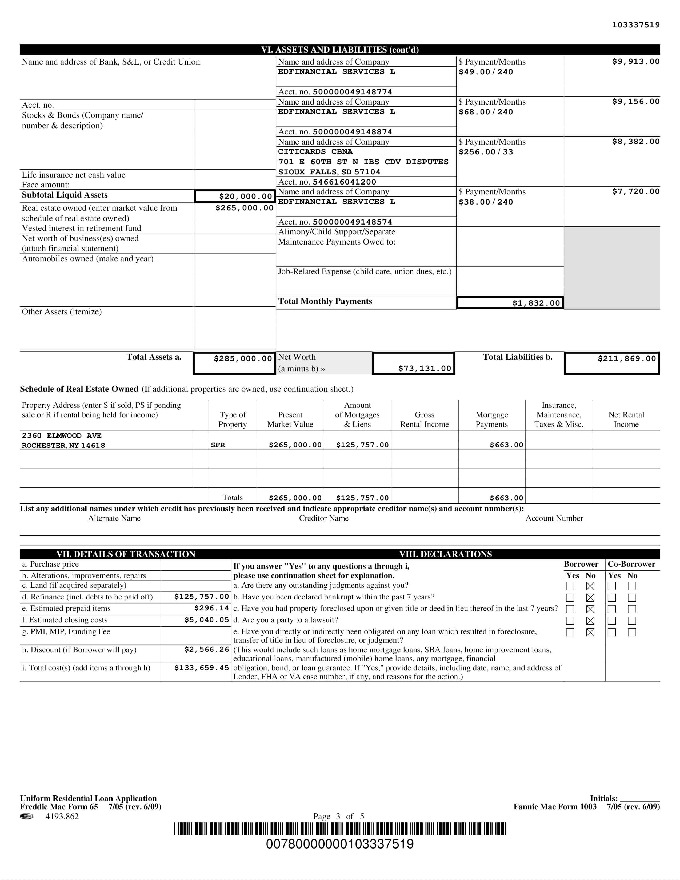 103337519
VI. ASSETS AND LIABILITIES (cont'd)
Name and address of Bank, S&L, or Credit Union
Name and address of Company
$ Payment/Months
$9,913.00
EDFINANCIAL SERVICES L
$49.00/240
Acct. no. 500000049148774
Acct. no.
Name and address of Company
$ Payment/Months
$9,156.00
Stocks & Bonds (Company name/
number & description)
EDFINANCIAL SERVICES L
$68.00/240
Acct. no. 500000049148874
Name and address of Company
$ Payment/Months
$8,382.00
CITICARDS CBNA
$256.00/33
701 E 60TH ST N IBS CDV DISPUTES
SIOUX FALLS, SD 57104
Life insurance net cash value
Face amount:
Acct. no. 546616041200
Subtotal Liquid Assets
$20,000.00
Name and address of Company
$ Payment/Months
$7,720.00
EDFINANCIAL SERVICES L
$38.00/240
Real estate owned (enter market value from
schedule of real estate owned)
$265,000.00
Acct. no. 500000049148574
Vested interest in retirement fund
Alimony/Child Support/Separate
Maintenance Payments Owed to:
Net worth of business(es) owned
(attach financial statement)
Automobiles owned (make and year)
Job-Related Expense (child care, union dues, etc.)
Total Monthly Payments
$1,832.00
Other Assets (itemize)
Total Assets a.
$285,000.00
Net Worth
(a minus b) »
$73,131.00
Total Liabilities b.
$211,869.00
Schedule of Real Estate Owned (If additional properties are owned, use continuation sheet.)
Property Address (enter S if sold, PS if pending
sale or R if rental being held for income)
Type of
Property
Present
Market Value
Amount
of Mortgages
& Liens
Gross
Rental Income
Mortgage
Payments
Insurance,
Maintenance,
Taxes & Misc.
Net Rental
Income
2360 ELMWOOD AVE
ROCHESTER, NY 14618
SFR
$265,000.00
$125,757.00
$663.00
Totals
$265,000.00
$125,757.00
$663.00
List any additional names under which credit has previously been received and indicate appropriate creditor name(s) and account number(s):
Alternate Name
Creditor Name
Account Number
VII. DETAILS OF TRANSACTION
VIII. DECLARATIONS
a. Purchase price
b. Alterations, improvements, repairs
c. Land (if acquired separately)
d. Refinance (incl. debts to be paid off)
$125,757.00
e. Estimated prepaid items
$296.14
f. Estimated closing costs
$5,040.05
g. PMI, MIP, Funding Fee
h. Discount (if Borrower will pay)
$2,566.26
i. Total cost(s) (add items a through h)
$133,659.45
If you answer "Yes" to any questions a through i,
please use continuation sheet for explanation.
Borrower
Co-Borrower
Yes No
Yes No
a. Are there any outstanding judgments against you?
b. Have you been declared bankrupt within the past 7 years?
c. Have you had property foreclosed upon or given title or deed in lieu thereof in the last 7 years?
d. Are you a party to a lawsuit?
e. Have you directly or indirectly been obligated on any loan which resulted in foreclosure,
transfer of title in lieu of foreclosure, or judgment?
(This would include such loans as home mortgage loans, SBA loans, home improvement loans,
educational loans, manufactured (mobile) home loans, any mortgage, financial
obligation, bond, or loan guarantee. If "Yes," provide details, including date, name, and address of
Lender, FHA or VA case number, if any, and reasons for the action.)
Uniform Residential Loan Application
Freddie Mac Form 65 7/05 (rev. 6/09)
4193.862
Page 3 of 5
Initials:
Fannie Mae Form 1003 7/05 (rev. 6/09)
00780000000103337519